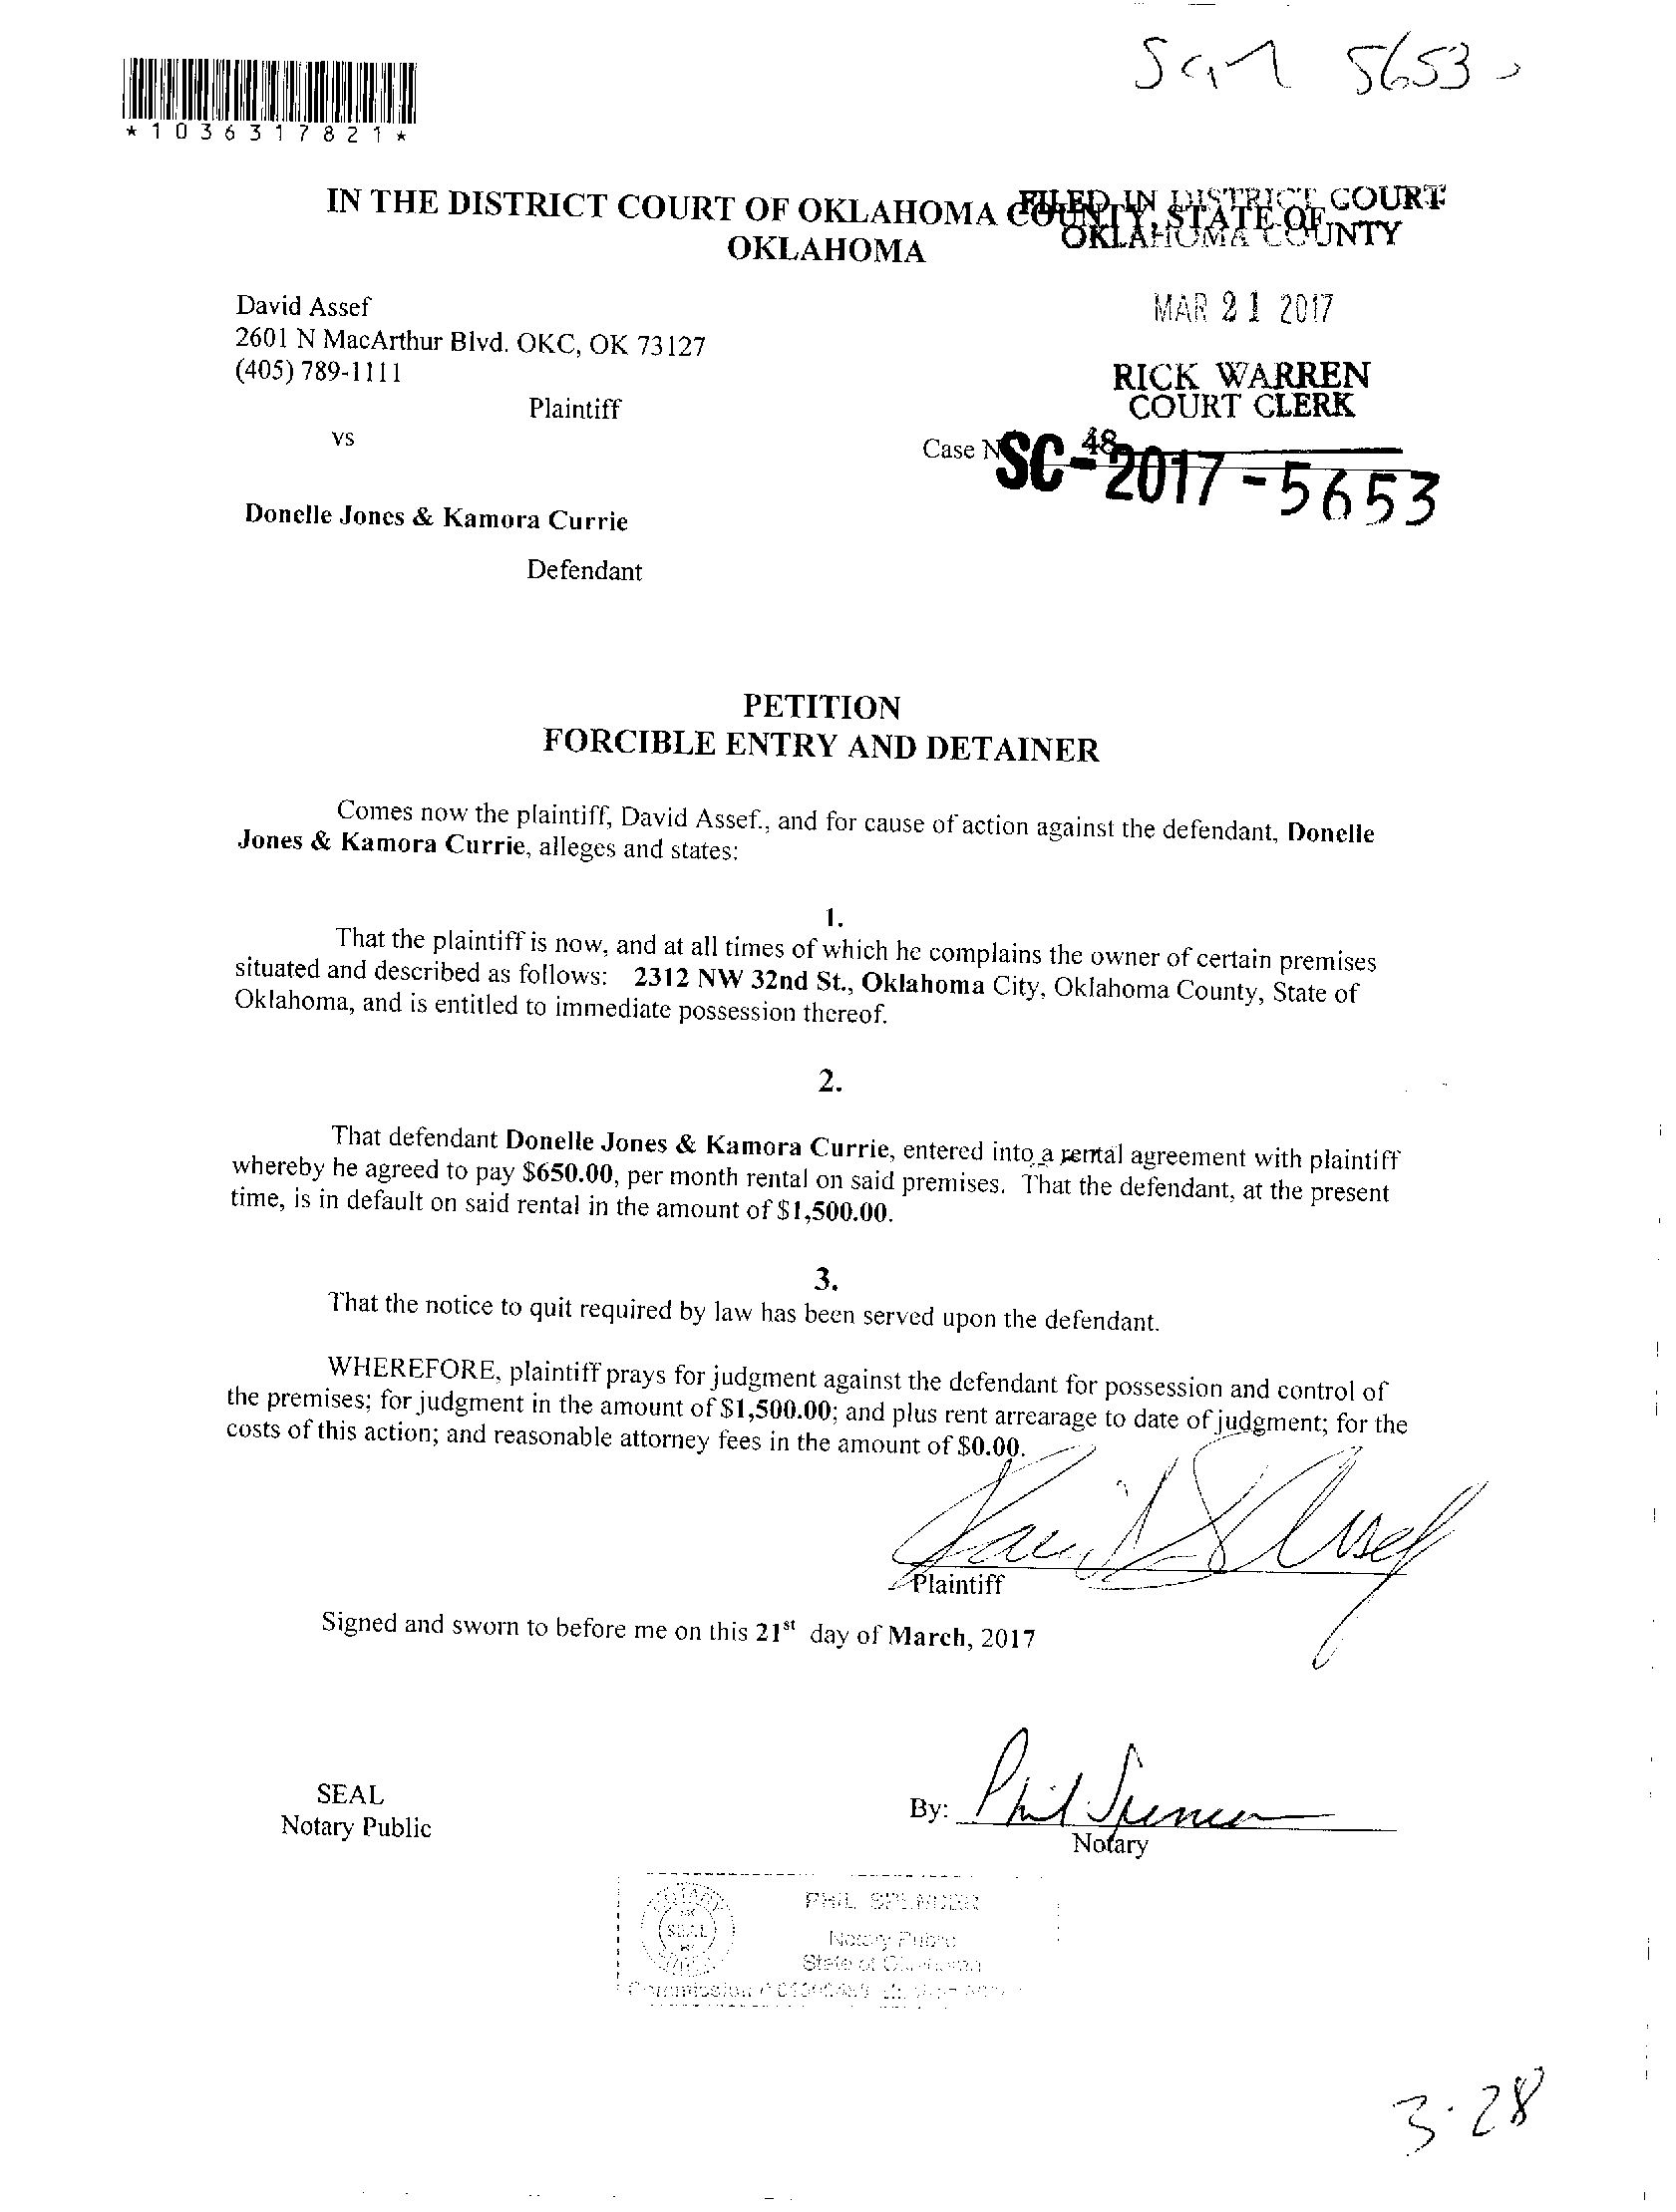 5653
*1036317821*
IN THE DISTRICT COURT OF OKLAHOMA COUNTY, STATE OF
OKLAHOMA
FILED IN DISTRICT COURT
OKLAHOMA COUNTY
David Assef
2601 N MacArthur Blvd. OKC, OK 73127
(405) 789-1111
Plaintiff
vs
MAR 21 2017
RICK WARREN
COURT CLERK
48
Case N SC-2017-5653
Donelle Jones & Kamora Currie
Defendant
PETITION
FORCIBLE ENTRY AND DETAINER
Comes now the plaintiff, David Assef., and for cause of action against the defendant, Donelle
Jones & Kamora Currie, alleges and states:
1.
That the plaintiff is now, and at all times of which he complains the owner of certain premises
situated and described as follows: 2312 NW 32nd St., Oklahoma City, Oklahoma County, State of
Oklahoma, and is entitled to immediate possession thereof.
2.
That defendant Donelle Jones & Kamora Currie, entered into a rental agreement with plaintiff
whereby he agreed to pay $650.00, per month rental on said premises. That the defendant, at the present
time, is in default on said rental in the amount of $1,500.00.
3.
That the notice to quit required by law has been served upon the defendant.
WHEREFORE, plaintiff prays for judgment against the defendant for possession and control of
the premises; for judgment in the amount of $1,500.00; and plus rent arrearage to date of judgment; for the
costs of this action; and reasonable attorney fees in the amount of $0.00.
David S Assef
Plaintiff
Signed and sworn to before me on this 21st day of March, 2017
SEAL
Notary Public
By: Phil Spencer
Notary
SEAL
PHIL SPENCER
Notary Public
State of Oklahoma
Commission
3-28